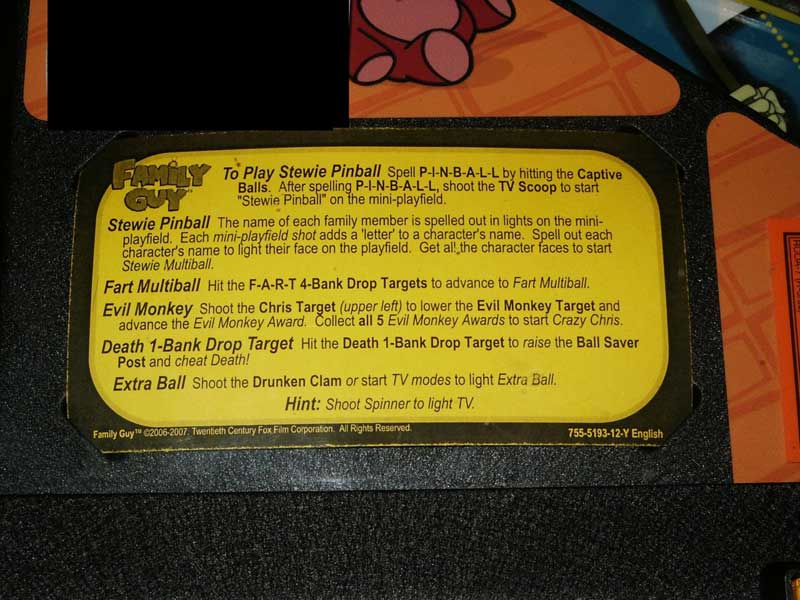 FAMILY GUY
To Play Stewie Pinball Spell P-I-N-B-A-L-L by hitting the Captive
Balls. After spelling P-I-N-B-A-L-L, shoot the TV Scoop to start
"Stewie Pinball" on the mini-playfield.
Stewie Pinball The name of each family member is spelled out in lights on the mini-
playfield. Each mini-playfield shot adds a 'letter' to a character's name. Spell out each
character's name to light their face on the playfield. Get all the character faces to start
Stewie Multiball.
Fart Multiball Hit the F-A-R-T 4-Bank Drop Targets to advance to Fart Multiball.
Evil Monkey Shoot the Chris Target (upper left) to lower the Evil Monkey Target and
advance the Evil Monkey Award. Collect all 5 Evil Monkey Awards to start Crazy Chris.
Death 1-Bank Drop Target Hit the Death 1-Bank Drop Target to raise the Ball Saver
Post and cheat Death!
Extra Ball Shoot the Drunken Clam or start TV modes to light Extra Ball.
Hint: Shoot Spinner to light TV.
Family Guy™ ©2006-2007. Twentieth Century Fox Film Corporation. All Rights Reserved. 755-5193-12-Y English